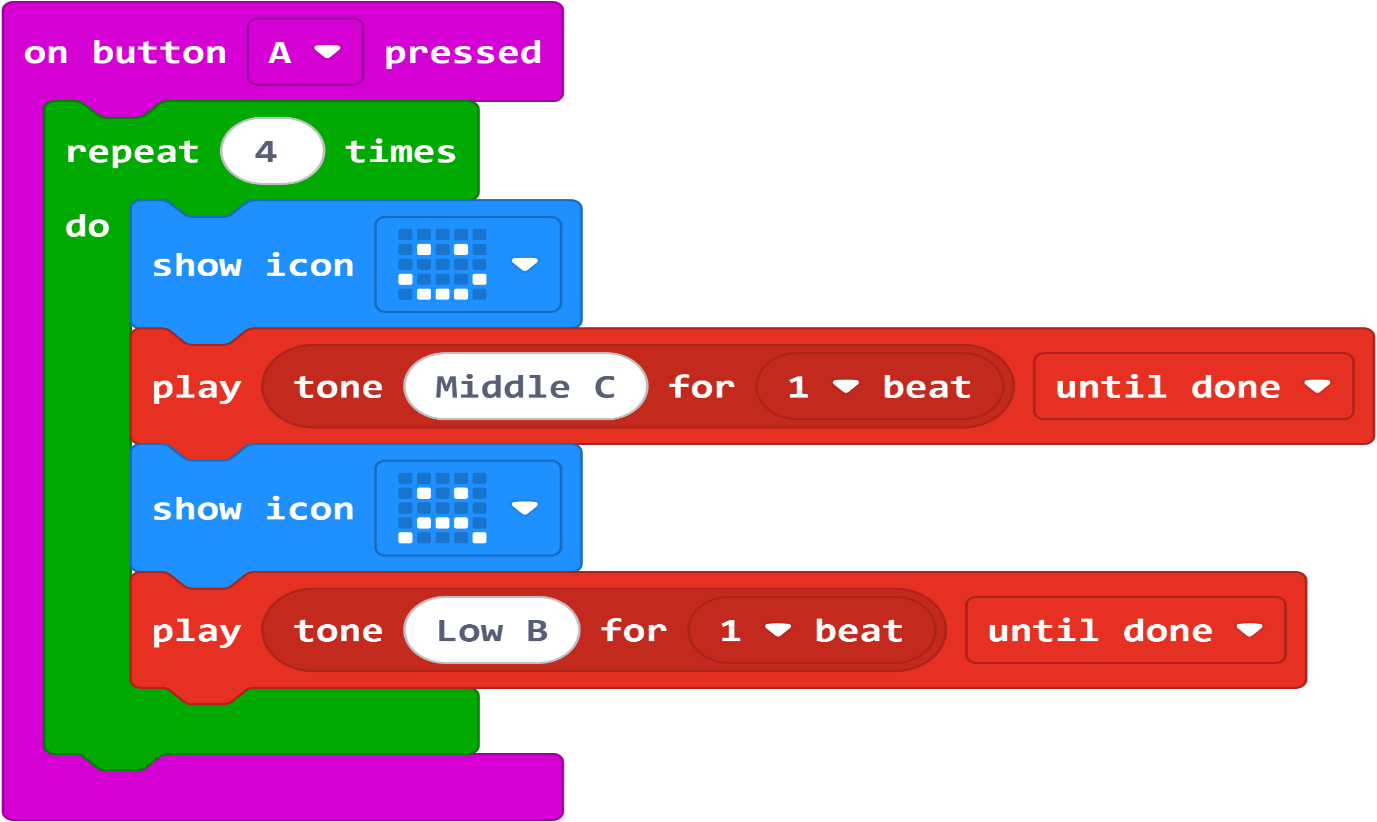 on button A pressed
repeat 4 times
do
show icon
play tone Middle C for 1 beat until done
show icon
play tone Low B for 1 beat until done